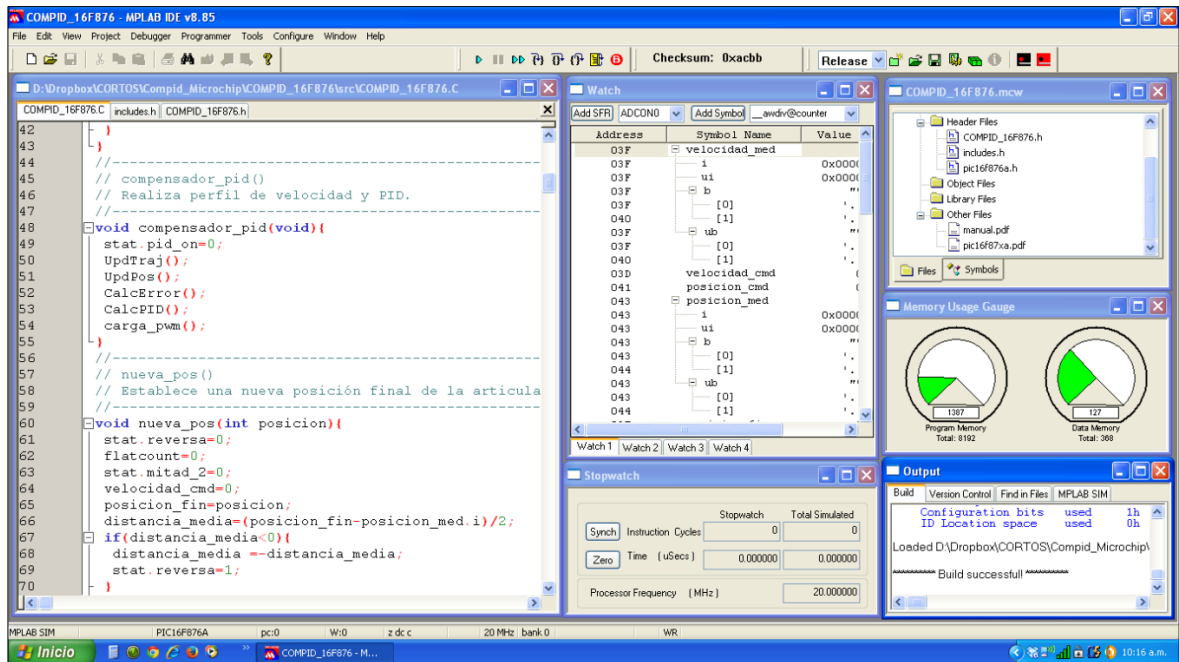 COMPID_16F876 - MPLAB IDE v8.85
File Edit View Project Debugger Programmer Tools Configure Window Help
Checksum: 0xacbb
Release
D:\Dropbox\CORTOS\Compid_Microchip\COMPID_16F876\src\COMPID_16F876.C
COMPID_16F876.C includes.h COMPID_16F876.h
42 }
43 }
44 //-----------------------------------------------------
45 // compensador_pid()
46 // Realiza perfil de velocidad y PID.
47 //-----------------------------------------------------
48 void compensador_pid(void){
49 stat.pid_on=0;
50 UpdTraj();
51 UpdPos();
52 CalcError();
53 CalcPID();
54 carga_pwm();
55 }
56 //-----------------------------------------------------
57 // nueva_pos()
58 // Establece una nueva posición final de la articula
59 //-----------------------------------------------------
60 void nueva_pos(int posicion){
61 stat.reversa=0;
62 flatcount=0;
63 stat.mitad_2=0;
64 velocidad_cmd=0;
65 posicion_fin=posicion;
66 distancia_media=(posicion_fin-posicion_med.i)/2;
67 if(distancia_media<0){
68 distancia_media =-distancia_media;
69 stat.reversa=1;
70 }
Watch
Add SFR ADCON0 Add Symbol __awdiv@counter
Address Symbol Name Value
03F velocidad_med
03F i 0x000
03F ui 0x000
03F b "
03F [0] '.
040 [1] '.
03F ub "
03F [0] '.
040 [1] '.
03D velocidad_cmd
041 posicion_cmd
043 posicion_med
043 i 0x000
043 ui 0x000
043 b "
043 [0] '.
044 [1] '.
043 ub "
043 [0] '.
044 [1] '.
Watch 1 Watch 2 Watch 3 Watch 4
Stopwatch
Stopwatch Total Simulated
Synch Instruction Cycles 0 0
Zero Time (uSecs) 0.000000 0.000000
Processor Frequency (MHz) 20.000000
COMPID_16F876.mcw
Header Files
COMPID_16F876.h
includes.h
pic16f876a.h
Object Files
Library Files
Other Files
manual.pdf
pic16f87xa.pdf
Files Symbols
Memory Usage Gauge
1387 127
Program Memory Data Memory
Total: 8192 Total: 368
Output
Build Version Control Find in Files MPLAB SIM
Configuration bits used 1h
ID Location space used 0h
Loaded D:\Dropbox\CORTOS\Compid_Microchip\
********** Build successful! **********
MPLAB SIM PIC16F876A pc:0 W:0 z dc c 20 MHz bank 0 WR
Inicio COMPID_16F876 - M... 10:16 a.m.